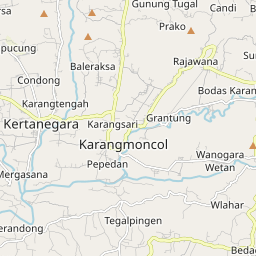 Gunung Tugal
Candi
Prako
pucung
Baleraksa
Rajawana
Su
Condong
Bodas Karan
Karangtengah
Kertanegara
Karangsari
Grantung
Karangmoncol
Wanogara
Wetan
Pepedan
Mergasana
Wlahar
Tegalpingen
erandong
Beda